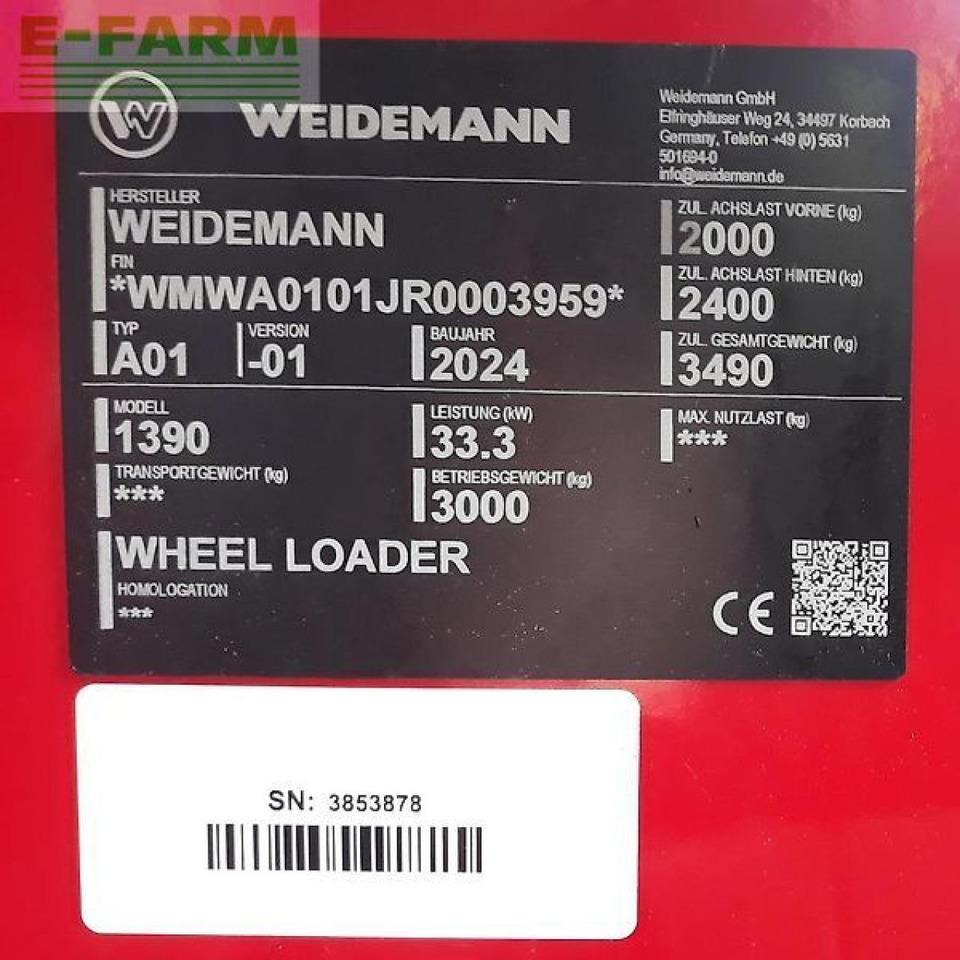 E-FARM
W WEIDEMANN
Weidemann GmbH
Elfringhäuser Weg 24, 34497 Korbach
Germany, Telefon +49 (0) 5631
501694-0
info@weidemann.de
HERSTELLER
WEIDEMANN
FIN
*WMWA0101JR0003959*
TYP
A01
VERSION
-01
BAUJAHR
2024
ZUL. ACHSLAST VORNE (kg)
2000
ZUL. ACHSLAST HINTEN (kg)
2400
ZUL. GESAMTGEWICHT (kg)
3490
MODELL
1390
LEISTUNG (kW)
33.3
MAX. NUTZLAST (kg)
***
TRANSPORTGEWICHT (kg)
***
BETRIEBSGEWICHT (kg)
3000
WHEEL LOADER
HOMOLOGATION
***
CE
SN: 3853878